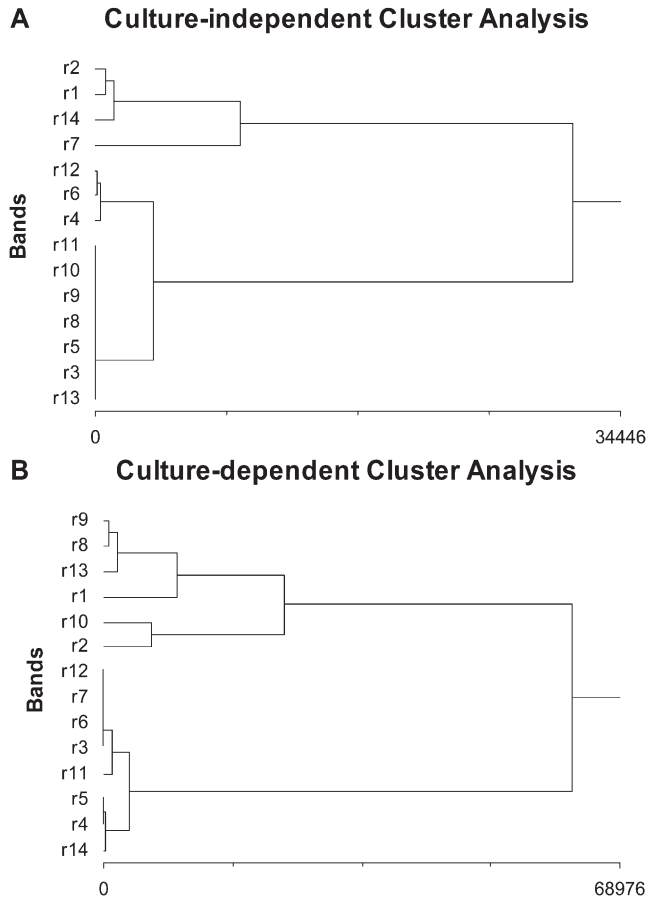 A Culture-independent Cluster Analysis
r2
r1
r14
r7
r12
r6
r4
r11
r10
r9
r8
r5
r3
r13
Bands
0 34446
B Culture-dependent Cluster Analysis
r9
r8
r13
r1
r10
r2
r12
r7
r6
r3
r11
r5
r4
r14
Bands
0 68976